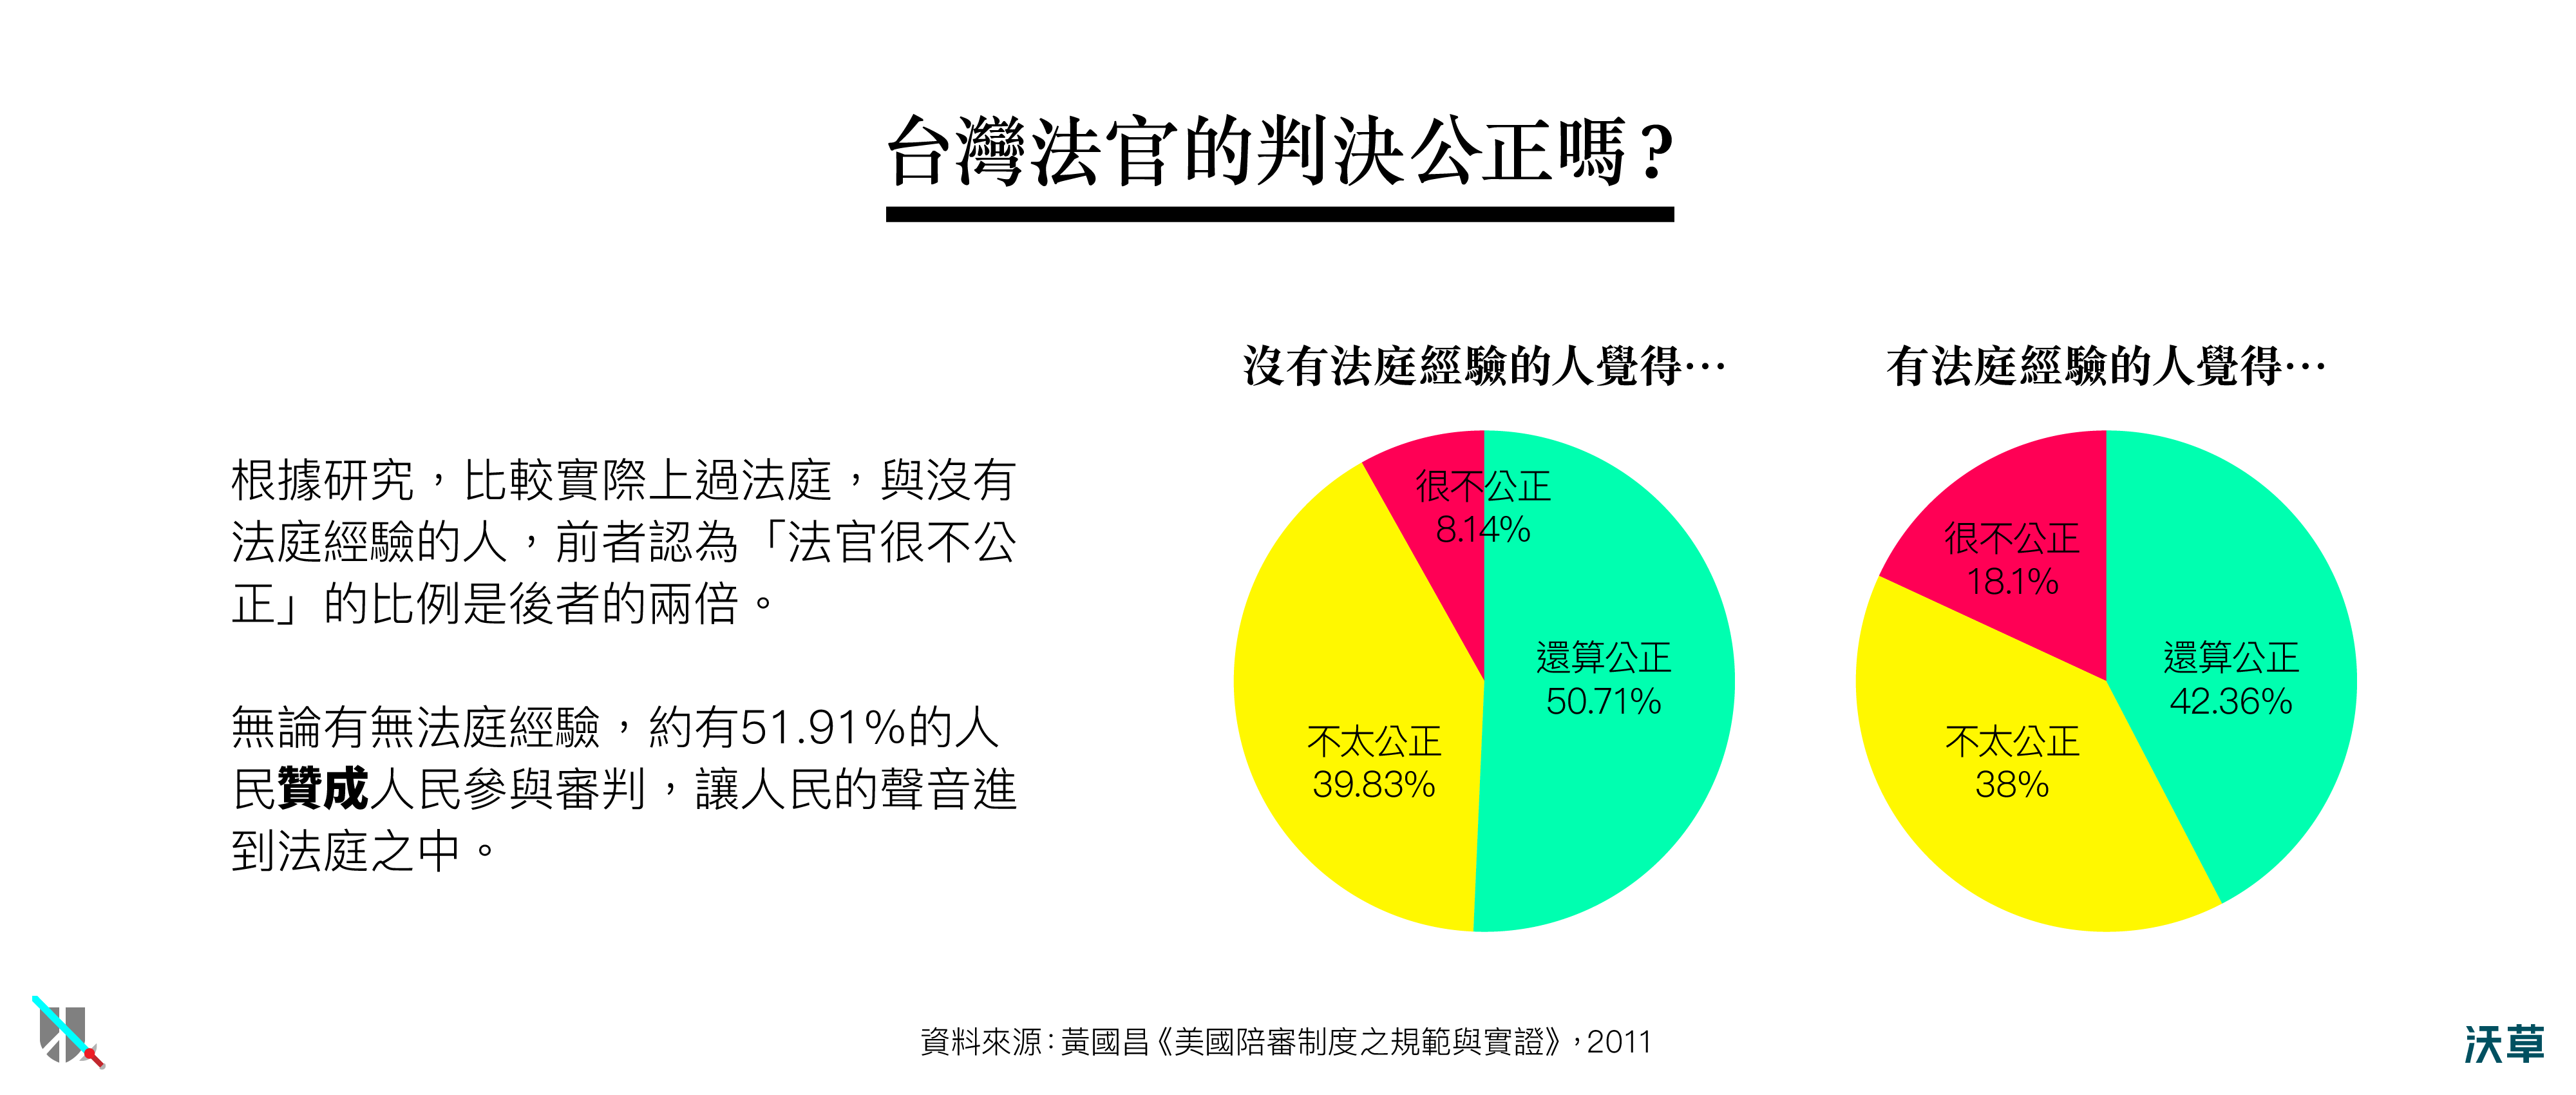 台灣法官的判決公正嗎?
根據研究，比較實際上過法庭，與沒有
法庭經驗的人，前者認為「法官很不公
正」的比例是後者的兩倍。
無論有無法庭經驗，約有51.91%的人
民贊成人民參與審判，讓人民的聲音進
到法庭之中。
沒有法庭經驗的人覺得…
很不公正
8.14%
還算公正
50.71%
不太公正
39.83%
有法庭經驗的人覺得…
很不公正
18.1%
還算公正
42.36%
不太公正
38%
資料來源：黃國昌《美國陪審制度之規範與實證》，2011
沃草